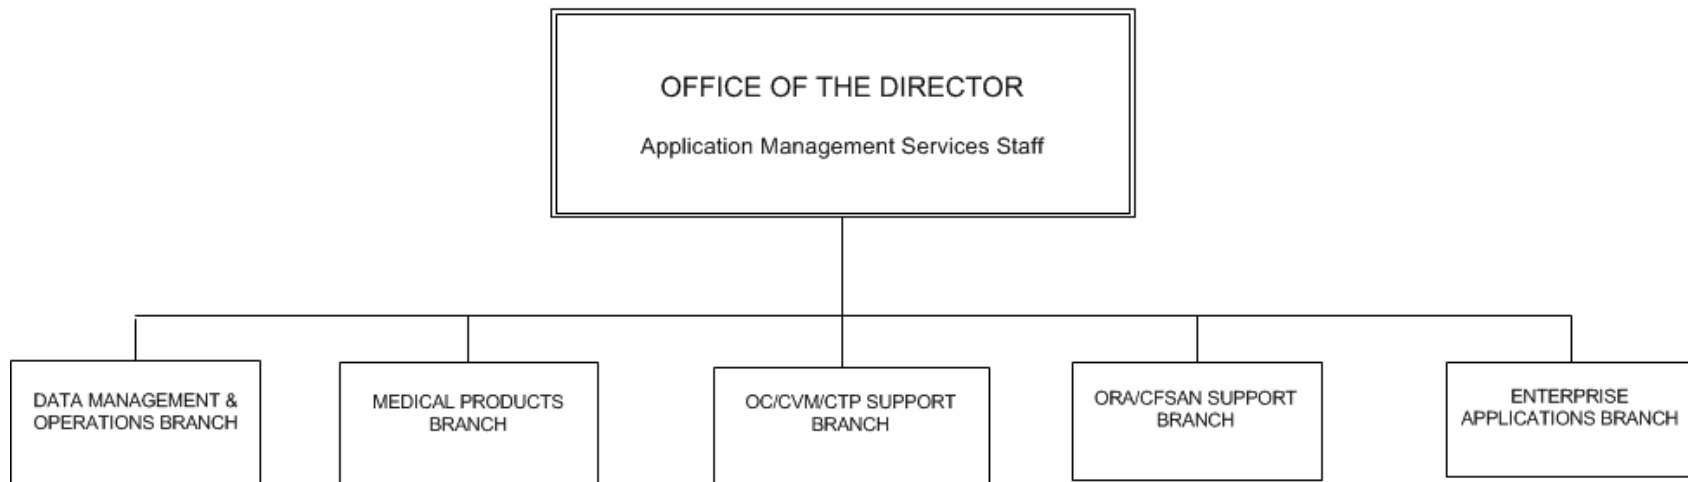 OFFICE OF THE DIRECTOR
Application Management Services Staff
DATA MANAGEMENT &
OPERATIONS BRANCH
MEDICAL PRODUCTS
BRANCH
OC/CVM/CTP SUPPORT
BRANCH
ORA/CFSAN SUPPORT
BRANCH
ENTERPRISE
APPLICATIONS BRANCH